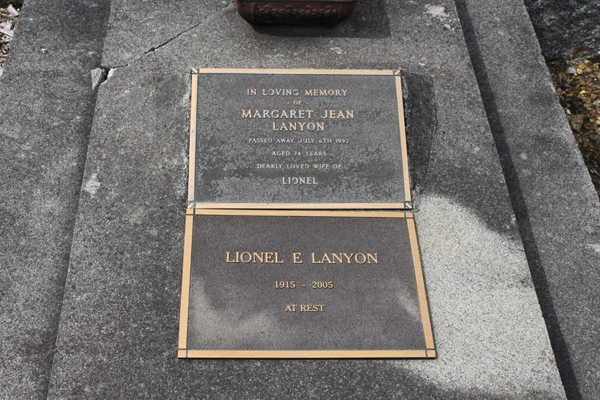 IN LOVING MEMORY
- OF -
MARGARET JEAN
LANYON
PASSED AWAY JULY 6TH 1992
AGED 74 YEARS
DEARLY LOVED WIFE OF
LIONEL
LIONEL E LANYON
1915 - 2005
AT REST